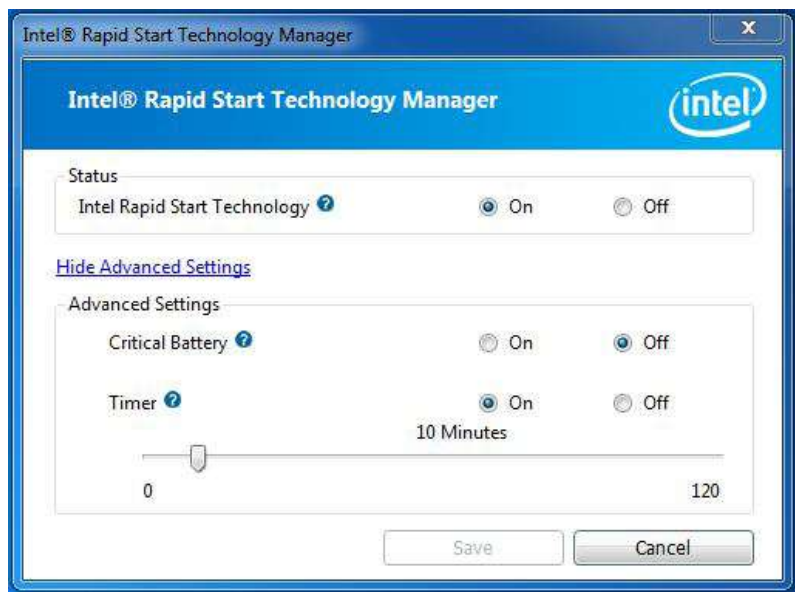 Intel® Rapid Start Technology Manager
x
Intel® Rapid Start Technology Manager
intel
Status
Intel Rapid Start Technology ? On Off
Hide Advanced Settings
Advanced Settings
Critical Battery ? On Off
Timer ? On Off
10 Minutes
0 120
Save Cancel